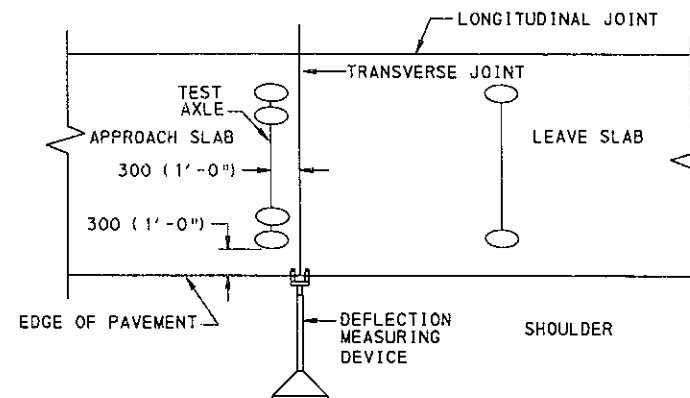 LONGITUDINAL JOINT
TRANSVERSE JOINT
TEST
AXLE
APPROACH SLAB
LEAVE SLAB
300 (1'-0")
300 (1'-0")
EDGE OF PAVEMENT
DEFLECTION
MEASURING
DEVICE
SHOULDER